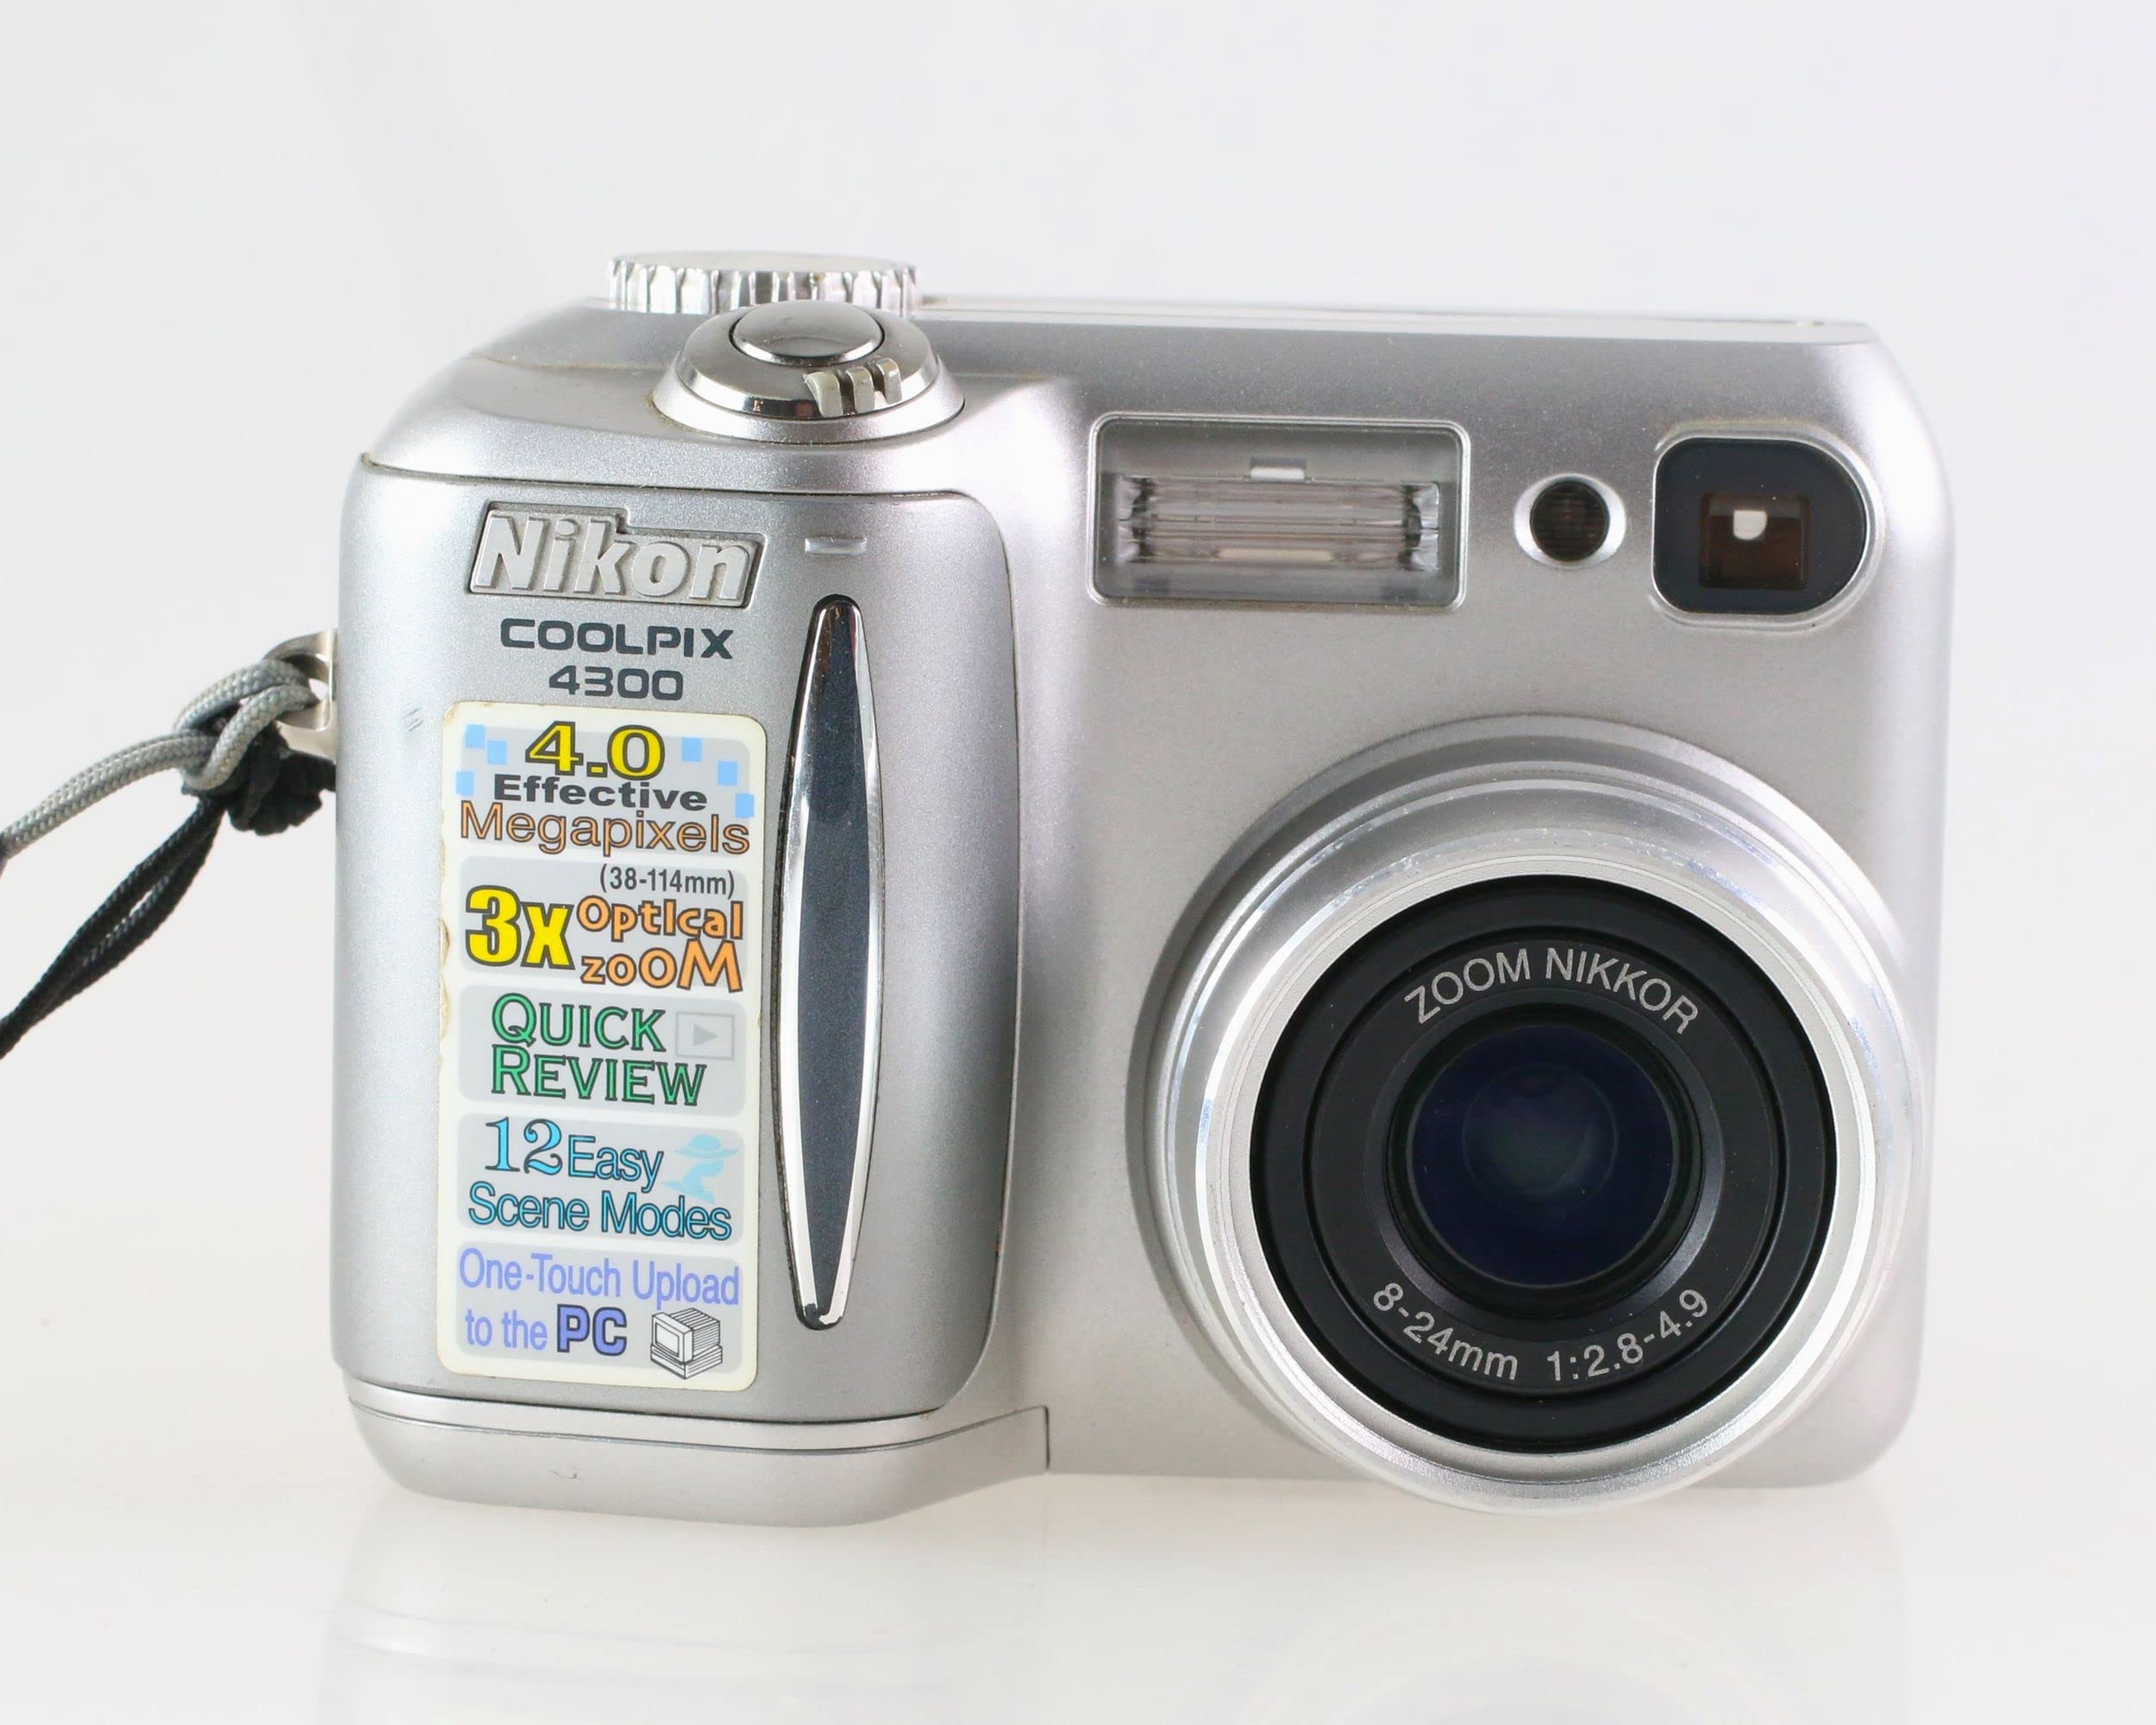 Nikon
COOLPIX
4300
4.0
Effective
Megapixels
(38-114mm)
3x Optical
zooM
QUICK
REVIEW
12 Easy
Scene Modes
One-Touch Upload
to the PC
ZOOM NIKKOR
8-24mm 1:2.8-4.9